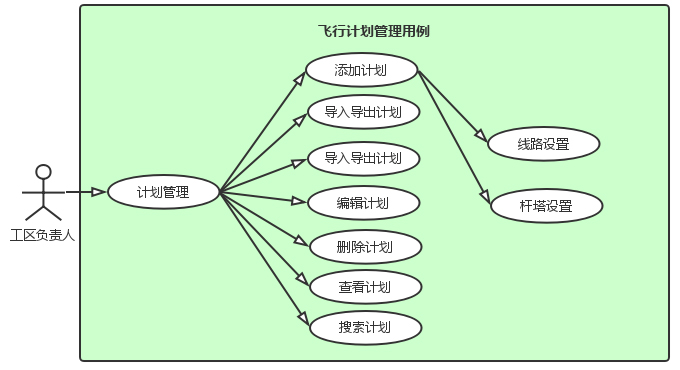 飞行计划管理用例
添加计划
导入导出计划
线路设置
导入导出计划
计划管理
编辑计划
杆塔设置
工区负责人
删除计划
查看计划
搜索计划